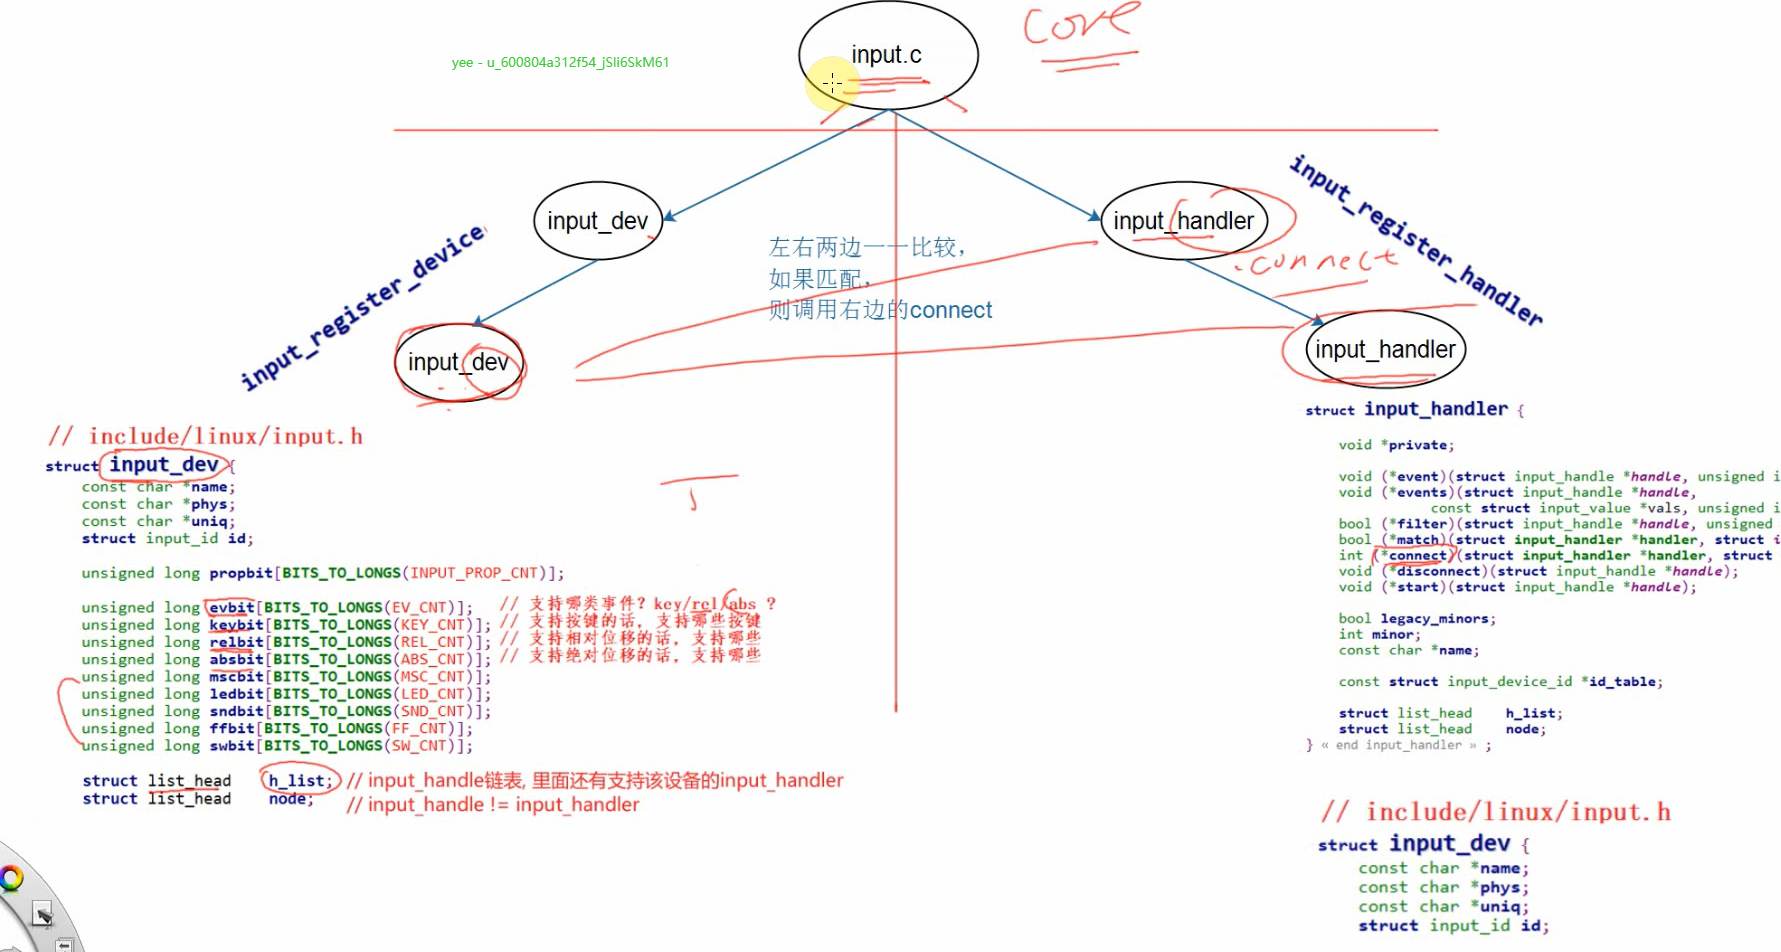 core
input.c
yee - u_600804a312f54_jSli6SkM61
input_dev
input_handler
input_register_device
input_register_handler
左右两边一一比较，
如果匹配，
则调用右边的connect
.connect
input_dev
input_handler
// include/linux/input.h
struct input_dev {
const char *name;
const char *phys;
const char *uniq;
struct input_id id;
unsigned long propbit[BITS_TO_LONGS(INPUT_PROP_CNT)];
unsigned long evbit[BITS_TO_LONGS(EV_CNT)]; // 支持哪类事件? key/rel/abs ?
unsigned long keybit[BITS_TO_LONGS(KEY_CNT)]; // 支持按键的话, 支持哪些按键
unsigned long relbit[BITS_TO_LONGS(REL_CNT)]; // 支持相对位移的话, 支持哪些
unsigned long absbit[BITS_TO_LONGS(ABS_CNT)]; // 支持绝对位移的话, 支持哪些
unsigned long mscbit[BITS_TO_LONGS(MSC_CNT)];
unsigned long ledbit[BITS_TO_LONGS(LED_CNT)];
unsigned long sndbit[BITS_TO_LONGS(SND_CNT)];
unsigned long ffbit[BITS_TO_LONGS(FF_CNT)];
unsigned long swbit[BITS_TO_LONGS(SW_CNT)];
struct list_head h_list; // input_handle链表, 里面还有支持该设备的input_handler
struct list_head node; // input_handle != input_handler
struct input_handler {
void *private;
void (*event)(struct input_handle *handle, unsigned i
void (*events)(struct input_handle *handle,
const struct input_value *vals, unsigned i
bool (*filter)(struct input_handle *handle, unsigned
bool (*match)(struct input_handler *handler, struct i
int (*connect)(struct input_handler *handler, struct
void (*disconnect)(struct input_handle *handle);
void (*start)(struct input_handle *handle);
bool legacy_minors;
int minor;
const char *name;
const struct input_device_id *id_table;
struct list_head h_list;
struct list_head node;
} « end input_handler » ;
// include/linux/input.h
struct input_dev {
const char *name;
const char *phys;
const char *uniq;
struct input_id id;